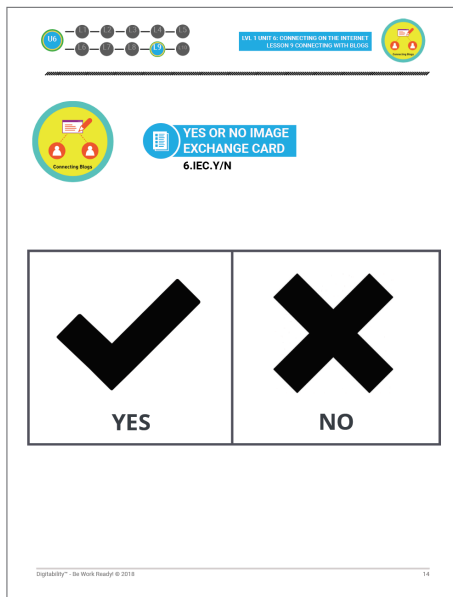 U6
L1 L2 L3 L4 L5
L6 L7 L8 L9 L10
LVL 1 UNIT 6: CONNECTING ON THE INTERNET
LESSON 9 CONNECTING WITH BLOGS
Connecting Blogs
Connecting Blogs
YES OR NO IMAGE
EXCHANGE CARD
6.IEC.Y/N
YES
NO
Digitability™ - Be Work Ready! © 2018
14